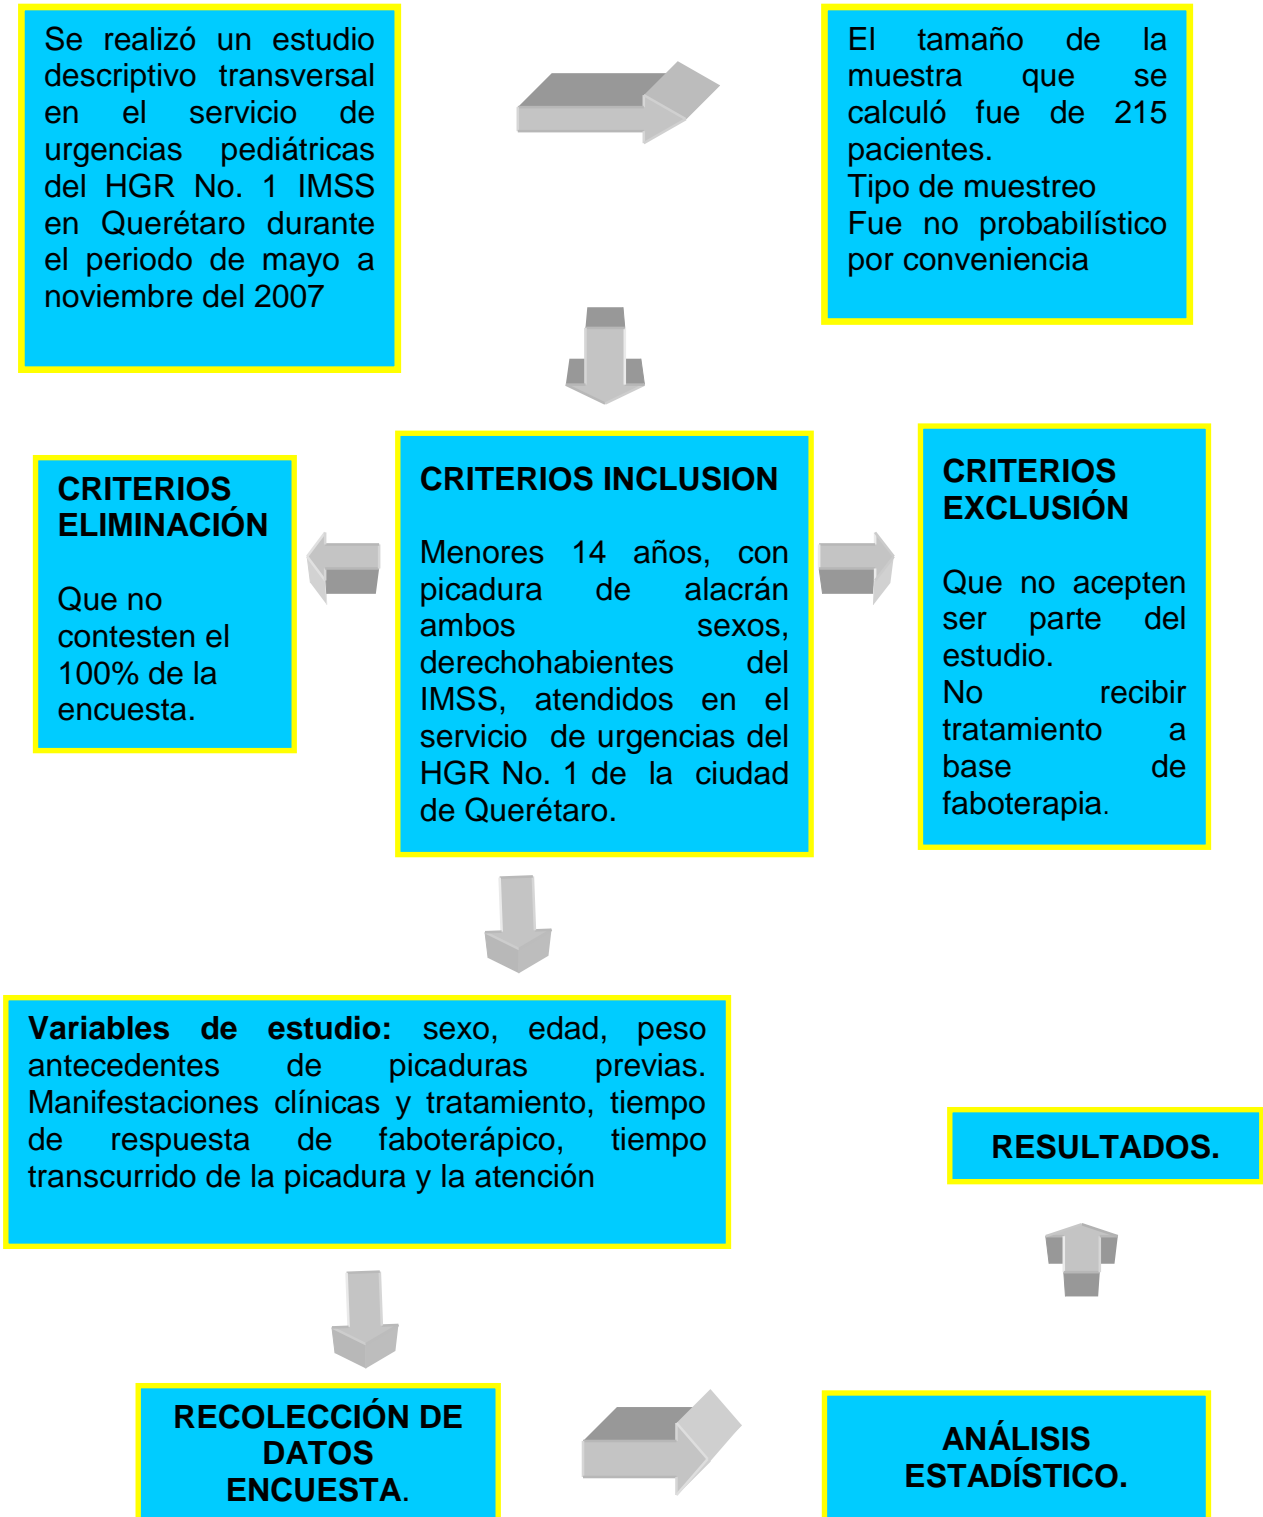 Se realizó un estudio
descriptivo transversal
en el servicio de
urgencias pediátricas
del HGR No. 1 IMSS
en Querétaro durante
el periodo de mayo a
noviembre del 2007
El tamaño de la
muestra que se
calculó fue de 215
pacientes.
Tipo de muestreo
Fue no probabilístico
por conveniencia
CRITERIOS
ELIMINACIÓN
Que no
contesten el
100% de la
encuesta.
CRITERIOS INCLUSION
Menores 14 años, con
picadura de alacrán
ambos sexos,
derechohabientes del
IMSS, atendidos en el
servicio de urgencias del
HGR No. 1 de la ciudad
de Querétaro.
CRITERIOS
EXCLUSIÓN
Que no acepten
ser parte del
estudio.
No recibir
tratamiento a
base de
faboterapia.
Variables de estudio: sexo, edad, peso
antecedentes de picaduras previas.
Manifestaciones clínicas y tratamiento, tiempo
de respuesta de faboterápico, tiempo
transcurrido de la picadura y la atención
RESULTADOS.
RECOLECCIÓN DE
DATOS
ENCUESTA.
ANÁLISIS
ESTADÍSTICO.